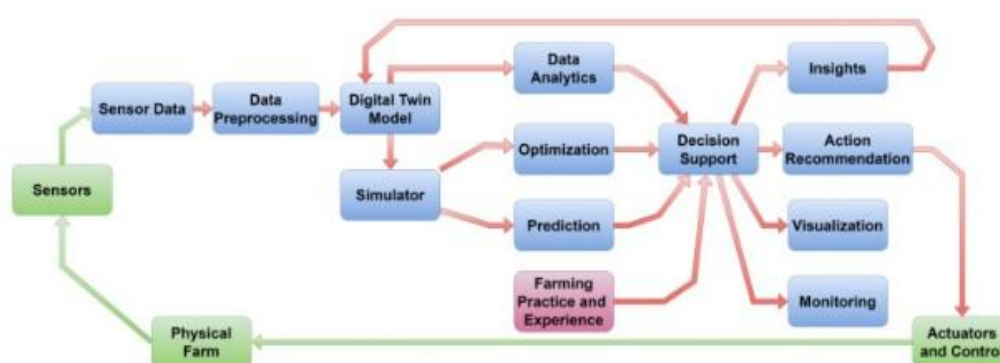 Sensor Data
Data
Preprocessing
Digital Twin
Model
Data
Analytics
Insights
Optimization
Decision
Support
Action
Recommendation
Sensors
Simulator
Prediction
Visualization
Farming
Practice and
Experience
Monitoring
Physical
Farm
Actuators
and Control